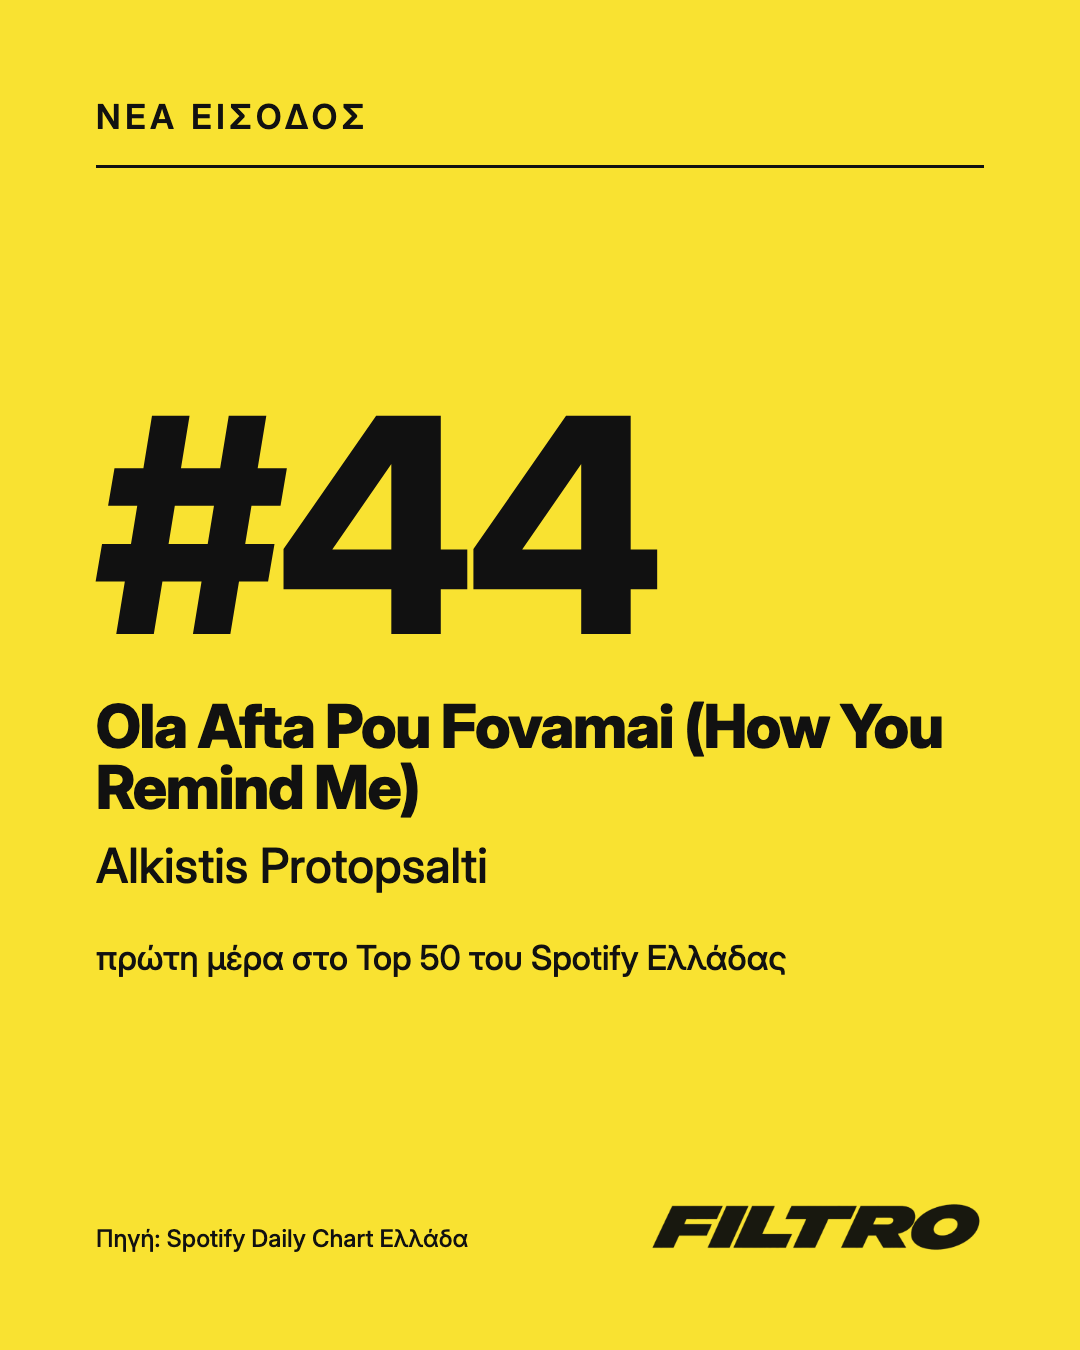 ΝΕΑ ΕΙΣΟΔΟΣ
#44
Ola Afta Pou Fovamai (How You
Remind Me)
Alkistis Protopsalti
πρώτη μέρα στο Top 50 του Spotify Ελλάδας
Πηγή: Spotify Daily Chart Ελλάδα
FILTRO